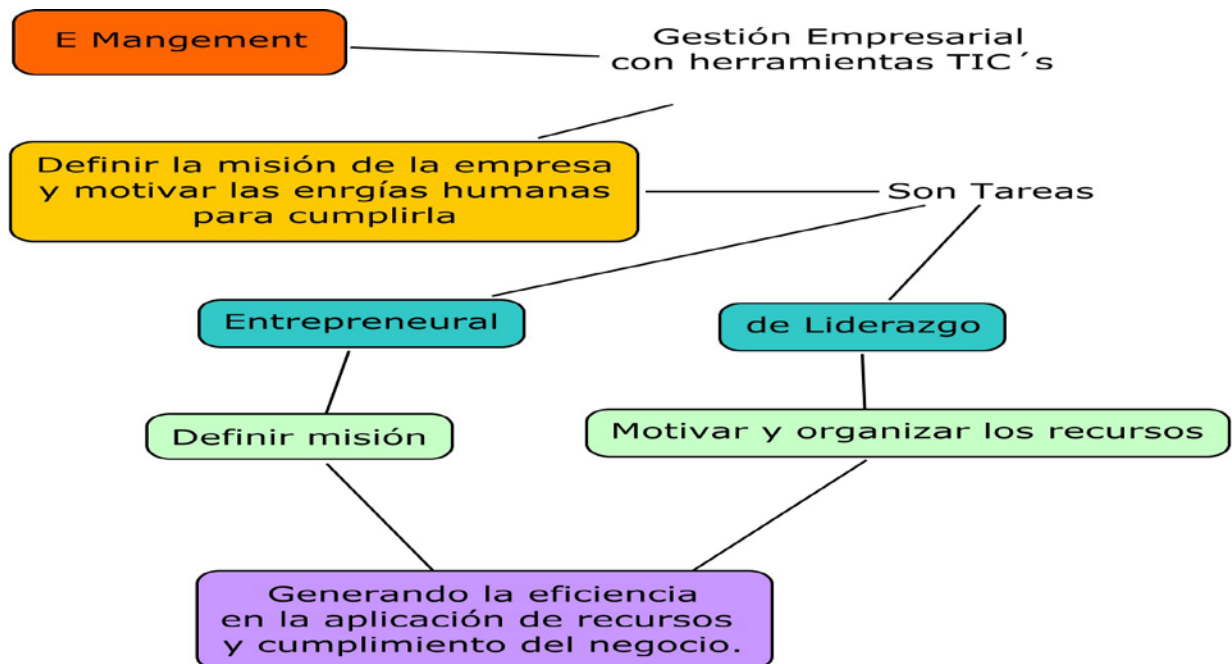 E Mangement
Gestión Empresarial
con herramientas TIC´s
Definir la misión de la empresa
y motivar las enrgías humanas
para cumplirla
Son Tareas
Entrepreneural
de Liderazgo
Definir misión
Motivar y organizar los recursos
Generando la eficiencia
en la aplicación de recursos
y cumplimiento del negocio.